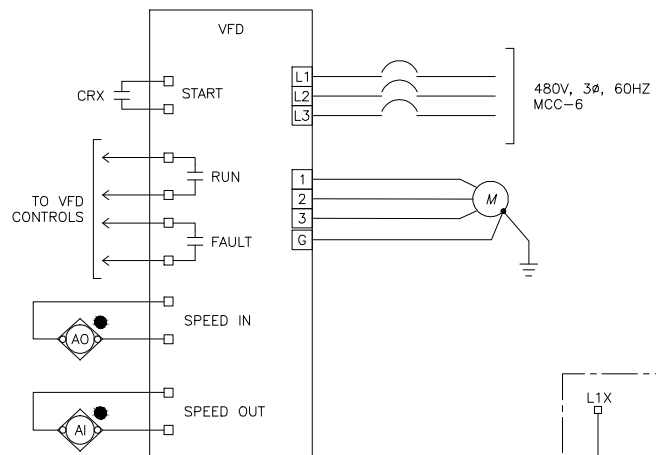 VFD
CRX
START
L1
L2
L3
480V, 3ø, 60HZ
MCC-6
RUN
TO VFD
CONTROLS
FAULT
1
2
3
G
M
SPEED IN
AO
SPEED OUT
AI
L1X